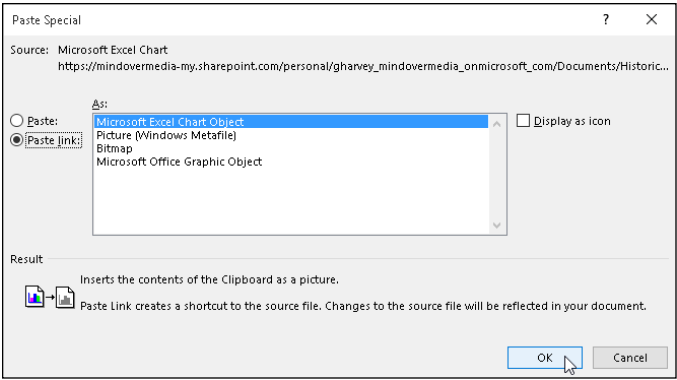 Paste Special ? ×
Source: Microsoft Excel Chart
https://mindovermedia-my.sharepoint.com/personal/gharvey_mindovermedia_onmicrosoft_com/Documents/Historic...
As:
Paste:
Paste link:
Microsoft Excel Chart Object
Picture (Windows Metafile)
Bitmap
Microsoft Office Graphic Object
Display as icon
Result
Inserts the contents of the Clipboard as a picture.
Paste Link creates a shortcut to the source file. Changes to the source file will be reflected in your document.
OK Cancel